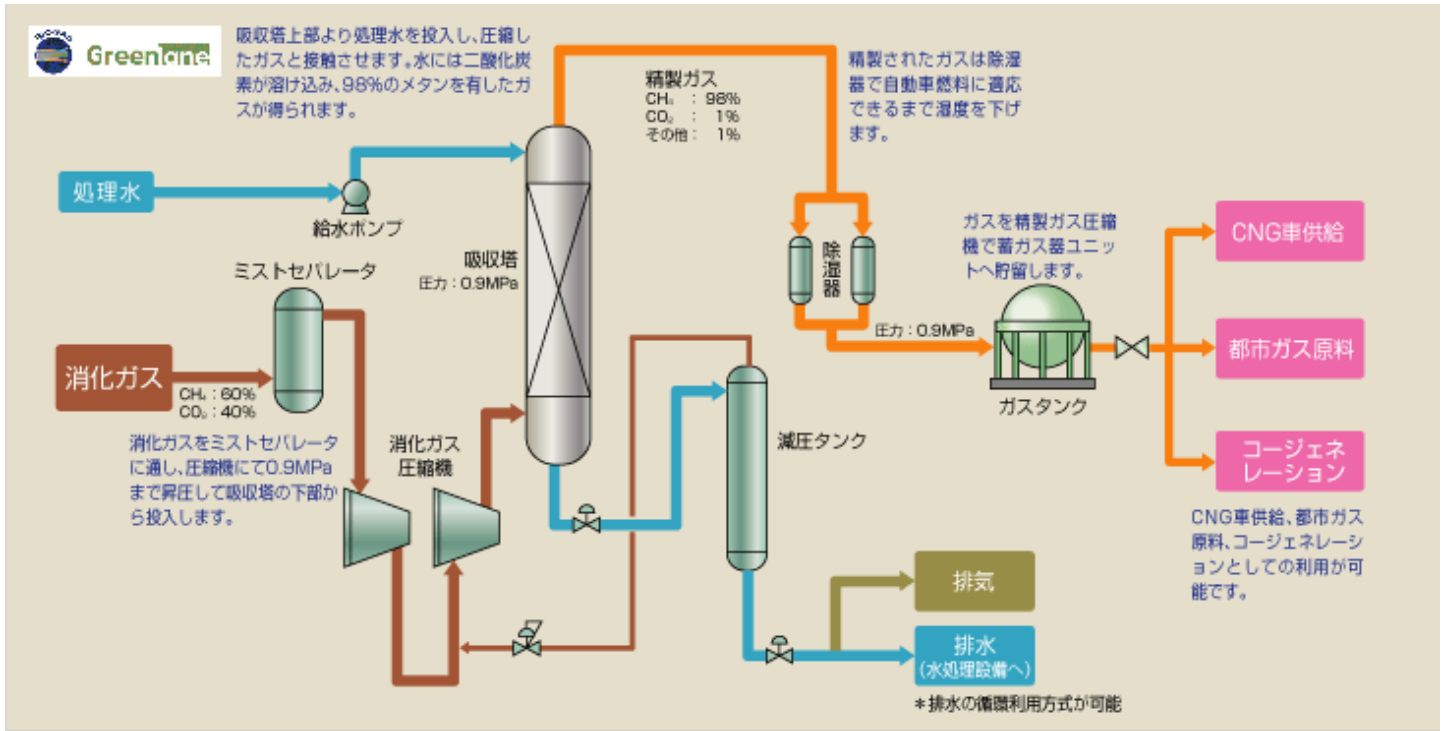 GreenTane
吸収塔上部より処理水を投入し、圧縮し
たガスと接触させます。水には二酸化炭
素が溶け込み、98%のメタンを有したガ
スが得られます。
精製ガス
CH₄ : 98%
CO₂ : 1%
その他: 1%
精製されたガスは除湿
器で自動車燃料に適応
できるまで湿度を下げ
ます。
処理水
給水ポンプ
ミストセパレータ
吸収塔
圧力:0.9MPa
除湿器
ガスを精製ガス圧縮
機で蓄ガス器ユニッ
トへ貯留します。
CNG車供給
圧力:0.9MPa
都市ガス原料
消化ガス
CH₄:60%
CO₂:40%
ガスタンク
消化ガスをミストセパレータ
に通し、圧縮機にて0.9MPa
まで昇圧して吸収塔の下部か
ら投入します。
消化ガス
圧縮機
減圧タンク
コージェネ
レーション
CNG車供給、都市ガス
原料、コージェネレーシ
ョンとしての利用が可
能です。
排気
排水
(水処理設備へ)
*排水の循環利用方式が可能